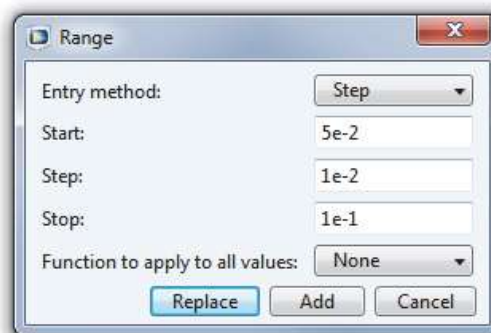 Range
Entry method: Step
Start: 5e-2
Step: 1e-2
Stop: 1e-1
Function to apply to all values: None
Replace Add Cancel